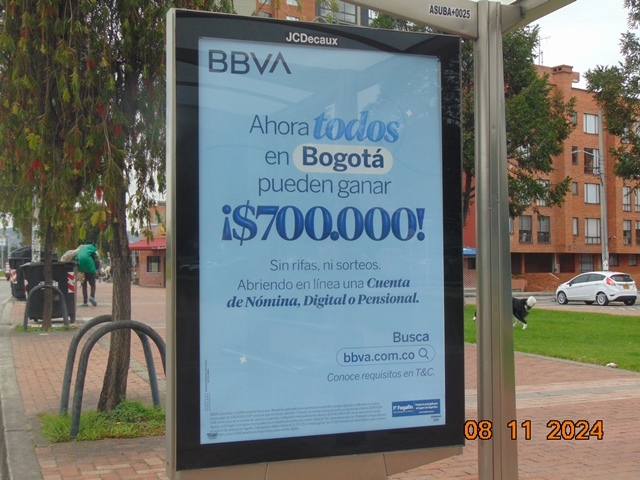 ASUBA+0025
JCDecaux
BBVA
Ahora todos
en Bogotá
pueden ganar
¡$700.000!
Sin rifas, ni sorteos.
Abriendo en línea una Cuenta
de Nómina, Digital o Pensional.
Busca
bbva.com.co
Conoce requisitos en T&C.
Fogafín
08 11 2024